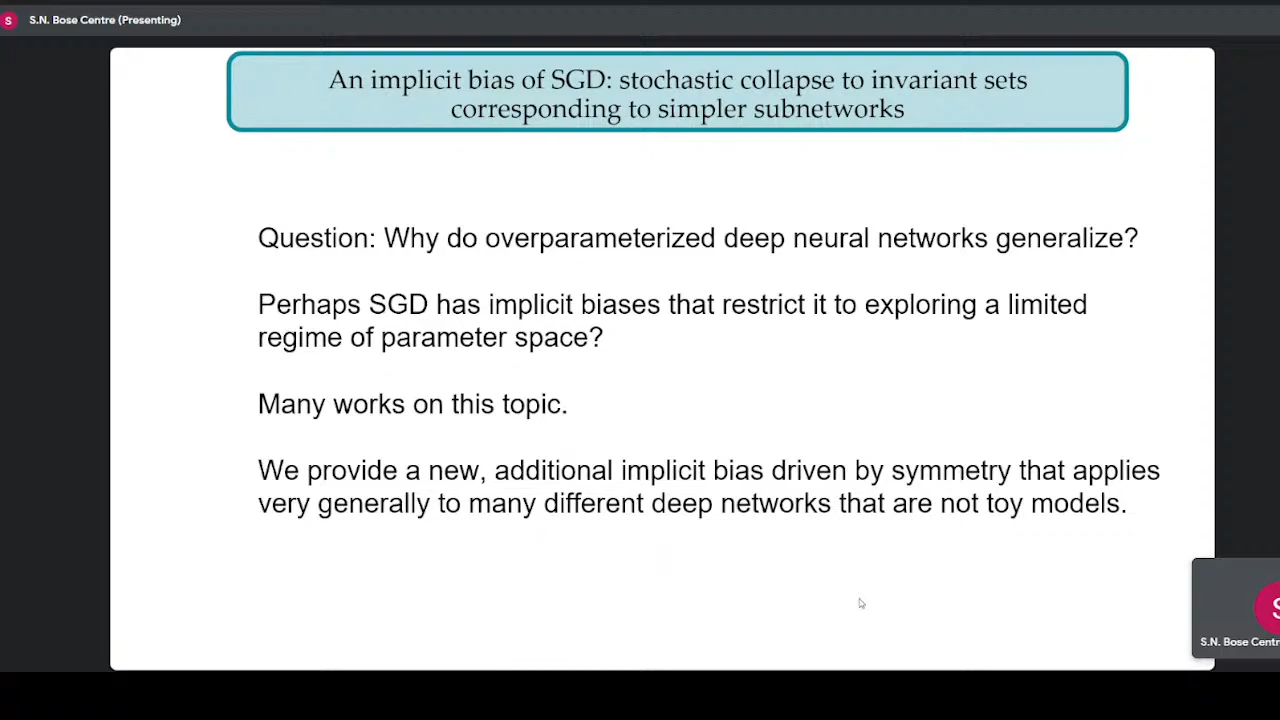 S
S.N. Bose Centre (Presenting)
An implicit bias of SGD: stochastic collapse to invariant sets
corresponding to simpler subnetworks
Question: Why do overparameterized deep neural networks generalize?
Perhaps SGD has implicit biases that restrict it to exploring a limited
regime of parameter space?
Many works on this topic.
We provide a new, additional implicit bias driven by symmetry that applies
very generally to many different deep networks that are not toy models.
S
S.N. Bose Centr